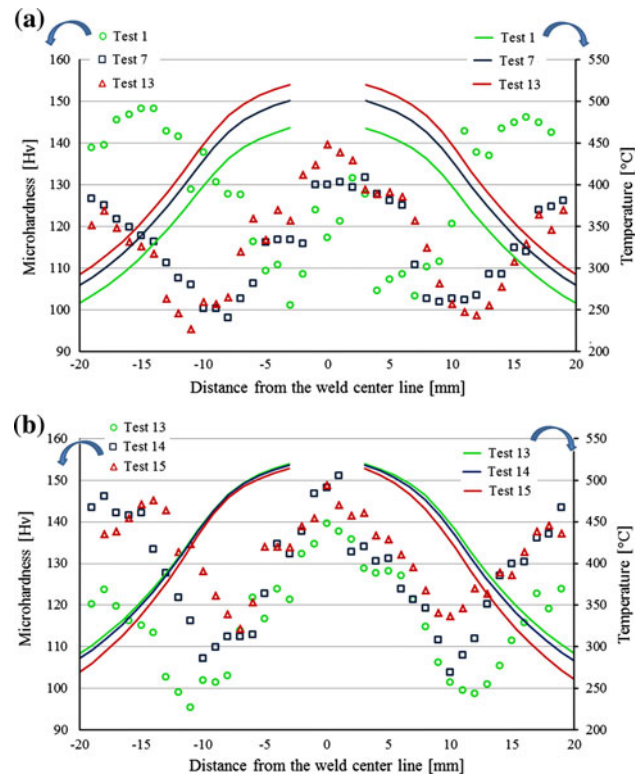 (a)
Test 1
Test 7
Test 13
Test 1
Test 7
Test 13
Microhardness [Hv]
160
150
140
130
120
110
100
90
Temperature [°C]
550
500
450
400
350
300
250
200
-20 -15 -10 -5 0 5 10 15 20
Distance from the weld center line [mm]
(b)
Test 13
Test 14
Test 15
Test 13
Test 14
Test 15
Microhardness [Hv]
160
150
140
130
120
110
100
90
Temperature [°C]
550
500
450
400
350
300
250
200
-20 -15 -10 -5 0 5 10 15 20
Distance from the weld center line [mm]